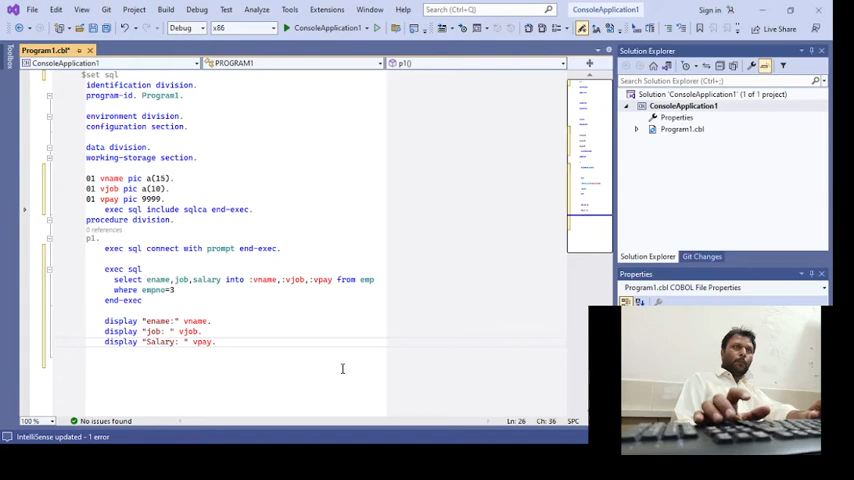 File Edit View Git Project Build Debug Test Analyze Tools Extensions Window Help Search (Ctrl+Q) ConsoleApplication1 Sign in
Debug x86 ConsoleApplication1 Live Share
Program1.cbl*
ConsoleApplication1 PROGRAM1 p1()
Toolbox
$set sql
identification division.
program-id. Program1.
environment division.
configuration section.
data division.
working-storage section.
01 vname pic a(15).
01 vjob pic a(10).
01 vpay pic 9999.
exec sql include sqlca end-exec.
procedure division.
0 references
p1.
exec sql connect with prompt end-exec.
exec sql
select ename,job,salary into :vname,:vjob,:vpay from emp
where empno=3
end-exec
display "ename:" vname.
display "job: " vjob.
display "Salary: " vpay.
100 % No issues found Ln: 26 Ch: 36 SPC
IntelliSense updated - 1 error
Solution Explorer
Search Solution Explorer (Ctrl+;)
Solution 'ConsoleApplication1' (1 of 1 project)
ConsoleApplication1
Properties
Program1.cbl
Solution Explorer Git Changes
Properties
Program1.cbl COBOL File Properties